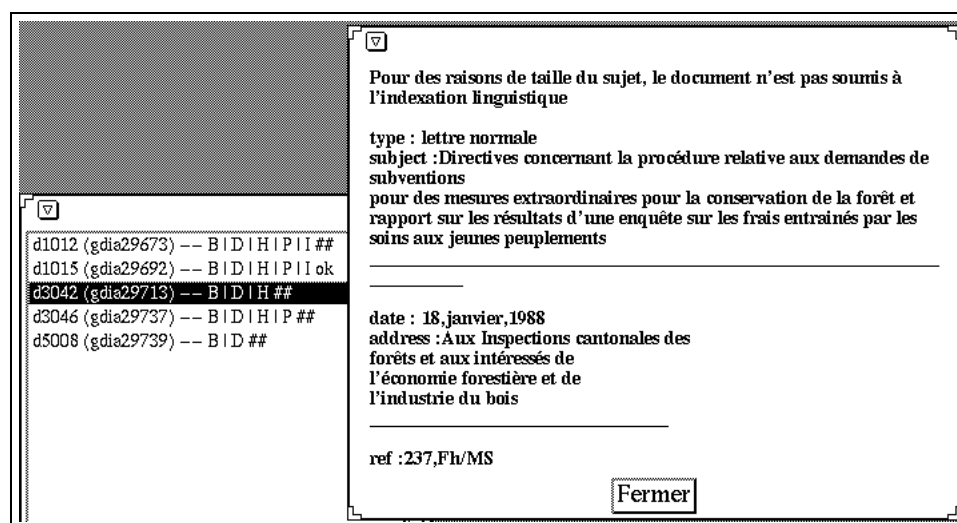 Pour des raisons de taille du sujet, le document n'est pas soumis à
l'indexation linguistique
type : lettre normale
subject :Directives concernant la procédure relative aux demandes de
subventions
pour des mesures extraordinaires pour la conservation de la forêt et
rapport sur les résultats d'une enquête sur les frais entrainés par les
soins aux jeunes peuplements
date : 18,janvier,1988
address :Aux Inspections cantonales des
forêts et aux intéressés de
l'économie forestière et de
l'industrie du bois
ref :237,Fh/MS
Fermer
d1012 (gdia29673) -- B | D | H | P | I ##
d1015 (gdia29692) -- B | D | H | P | I ok
d3042 (gdia29713) -- B | D | H ##
d3046 (gdia29737) -- B | D | H | P ##
d5008 (gdia29739) -- B | D ##